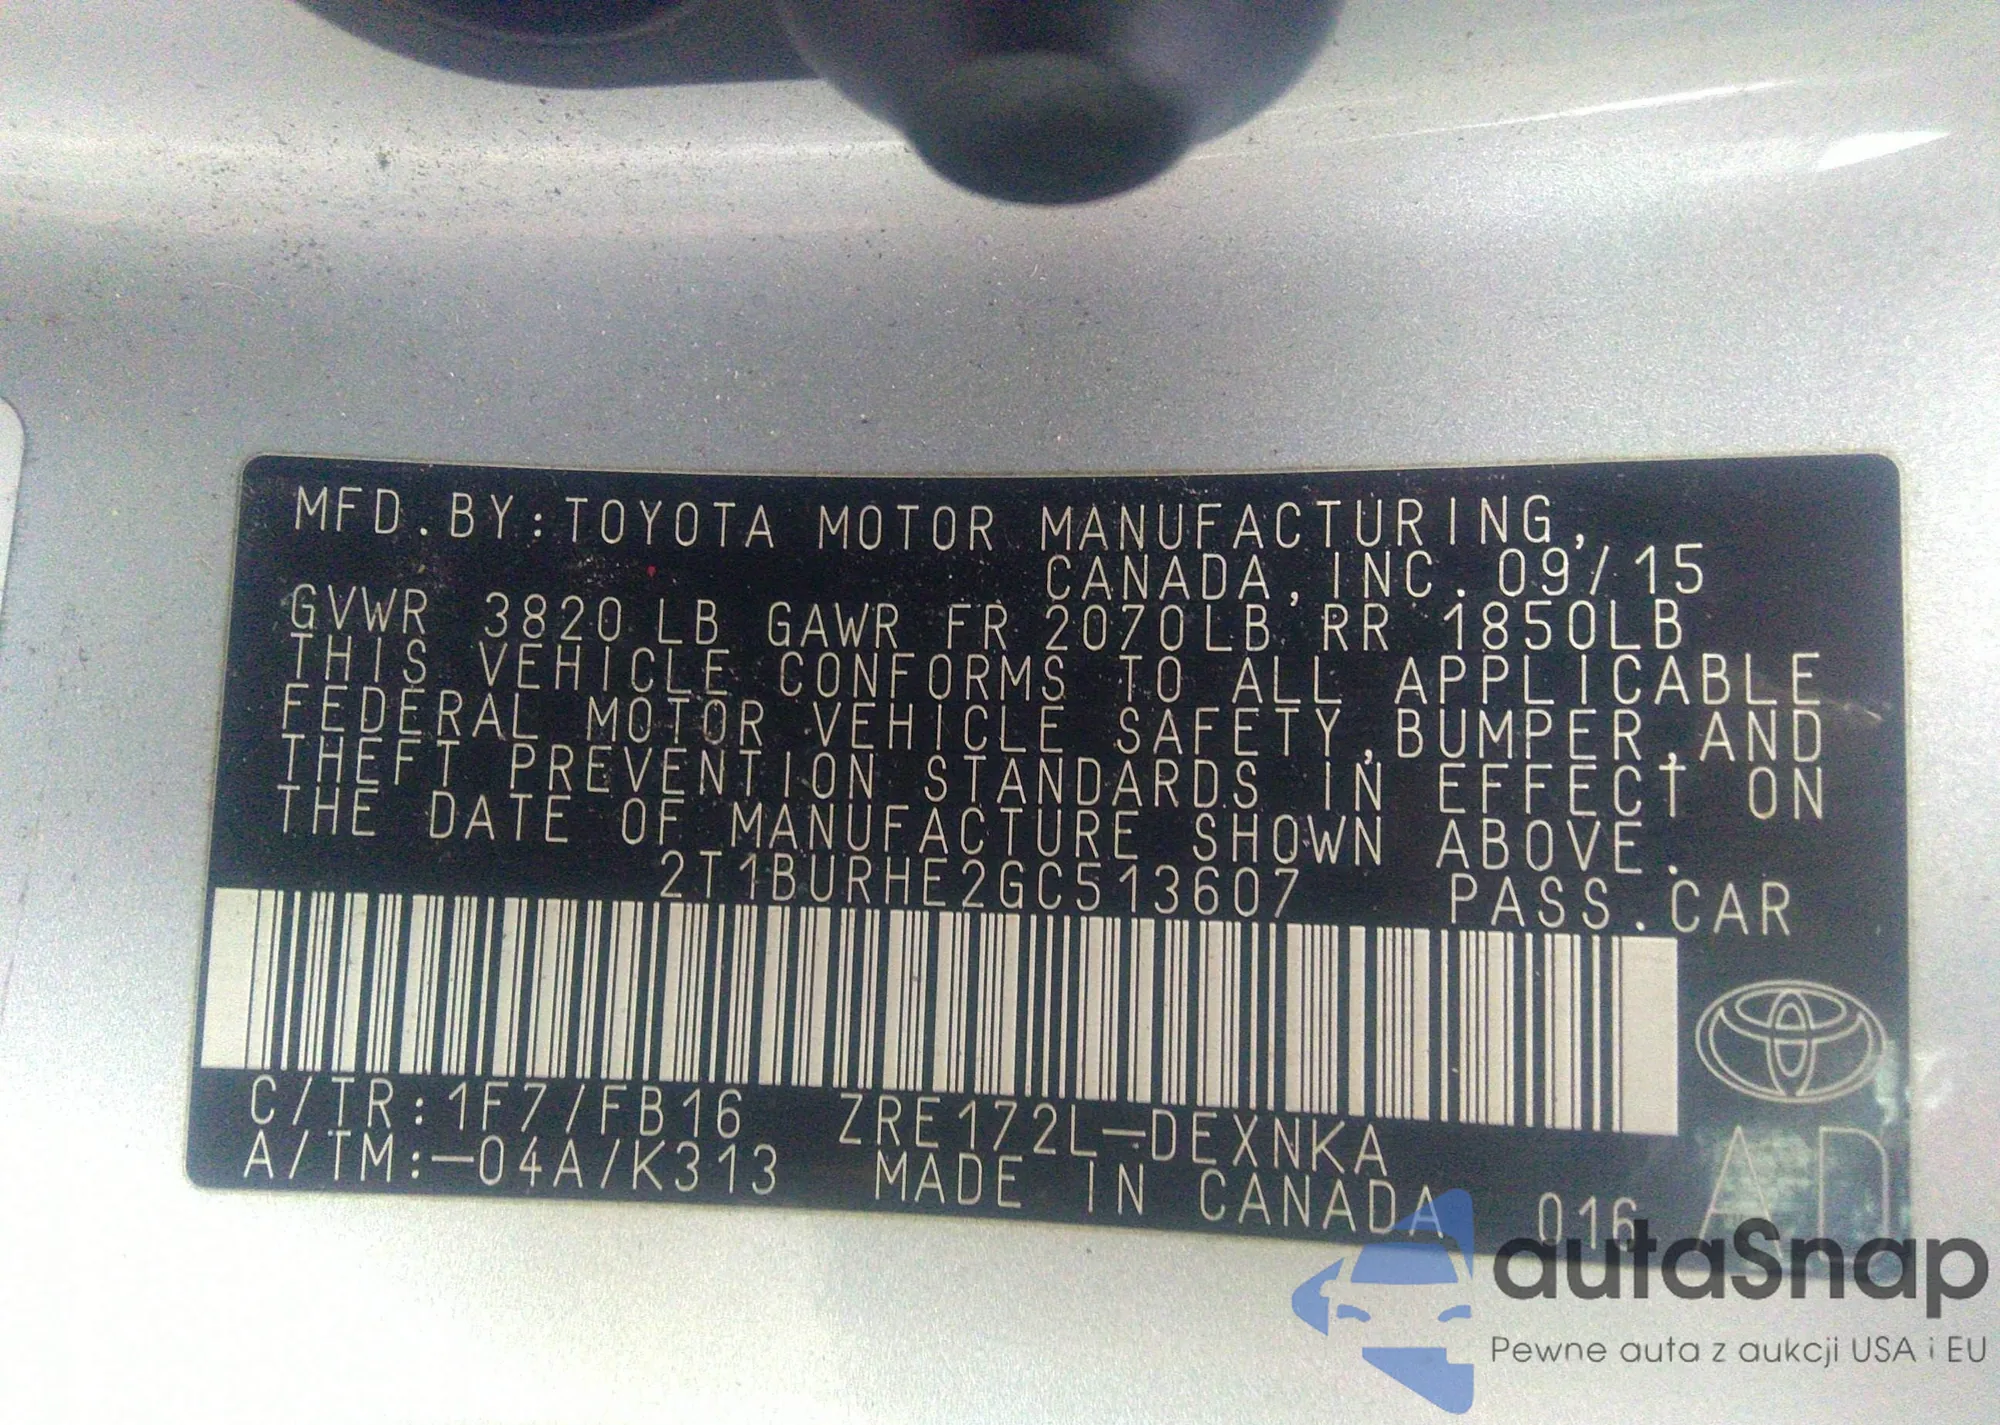 MFD.BY:TOYOTA MOTOR MANUFACTURING,
CANADA,INC. 09/15
GVWR 3820 LB GAWR FR 2070LB RR 1850LB
THIS VEHICLE CONFORMS TO ALL APPLICABLE
FEDERAL MOTOR VEHICLE SAFETY,BUMPER,AND
THEFT PREVENTION STANDARDS IN EFFECT ON
THE DATE OF MANUFACTURE SHOWN ABOVE.
2T1BURHE2GC513607 PASS.CAR
C/TR:1F7/FB16 ZRE172L-DEXNKA
A/TM:-04A/K313 MADE IN CANADA 016
AD
autaSnap
Pewne auta z aukcji USA i EU